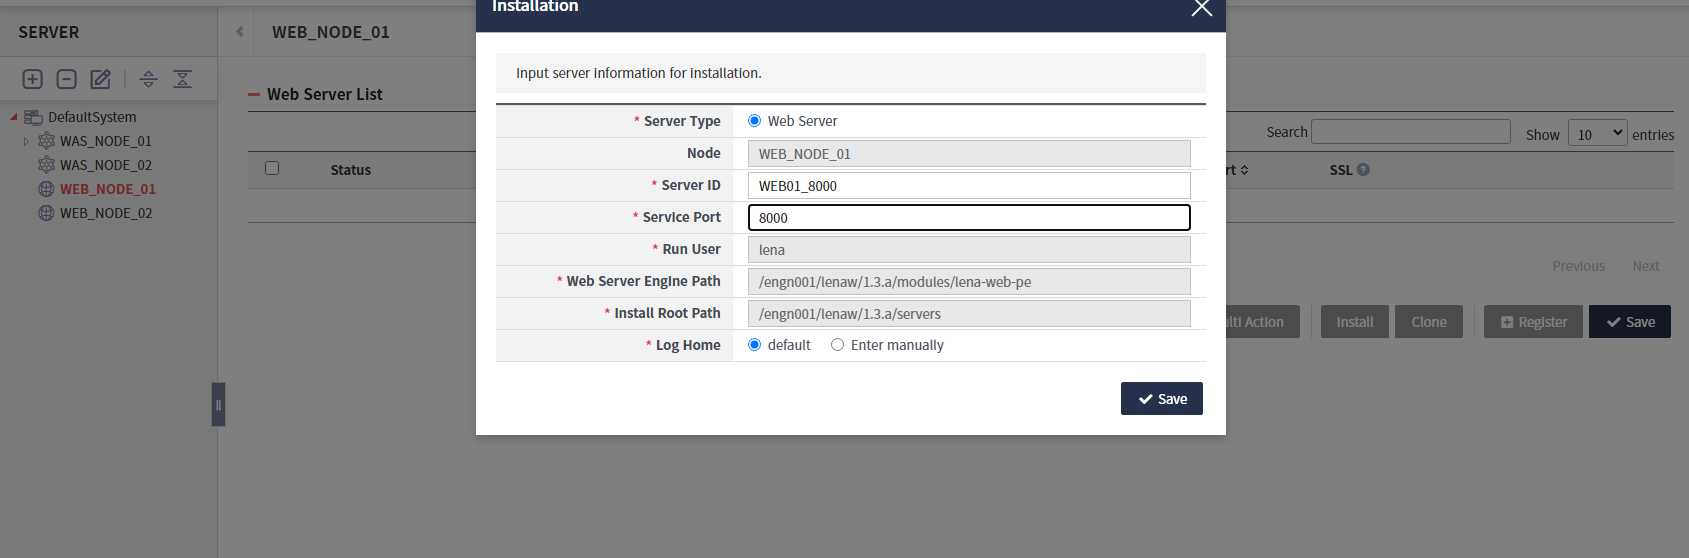 Installation
SERVER
WEB_NODE_01
Input server information for installation.
Web Server List
DefaultSystem
WAS_NODE_01
WAS_NODE_02
WEB_NODE_01
WEB_NODE_02
* Server Type Web Server
Node WEB_NODE_01
* Server ID WEB01_8000
* Service Port 8000
* Run User lena
* Web Server Engine Path /engn001/lenaw/1.3.a/modules/lena-web-pe
* Install Root Path /engn001/lenaw/1.3.a/servers
* Log Home default Enter manually
Save
Search Show 10 entries
Status SSL
Previous Next
Action Install Clone Register Save